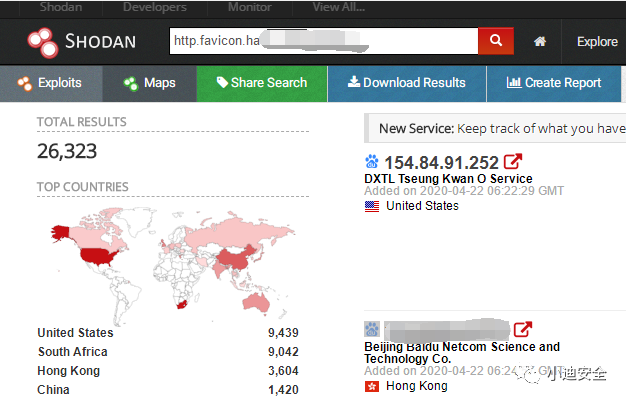 Shodan Developers Monitor View All...
SHODAN
http.favicon.ha
Explore
Exploits Maps Share Search Download Results Create Report
TOTAL RESULTS
26,323
TOP COUNTRIES
United States 9,439
South Africa 9,042
Hong Kong 3,604
China 1,420
New Service: Keep track of what you have
154.84.91.252
DXTL Tseung Kwan O Service
Added on 2020-04-22 06:22:29 GMT
United States
Beijing Baidu Netcom Science and
Technology Co.
Added on 2020-04-22 06:24
GMT
Hong Kong
小迪安全